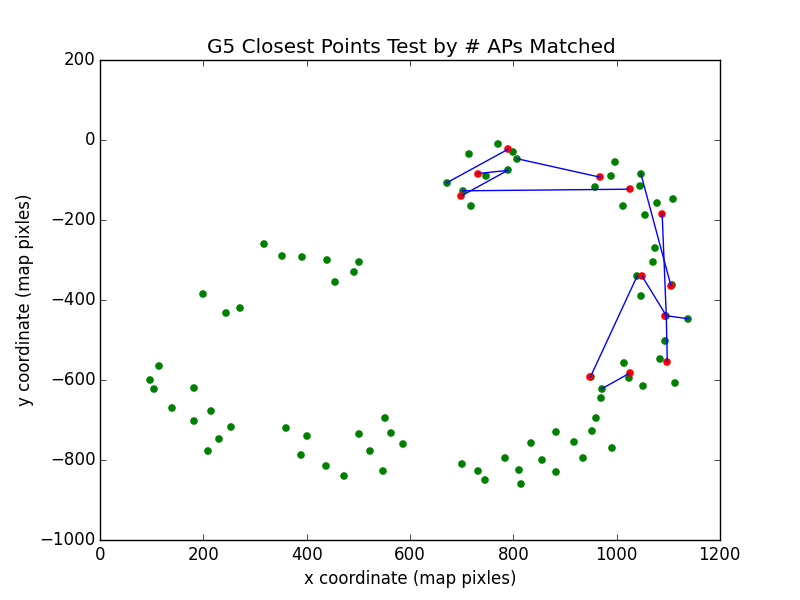 G5 Closest Points Test by # APs Matched
200
0
−200
−400
−600
−800
−1000
y coordinate (map pixles)
0 200 400 600 800 1000 1200
x coordinate (map pixles)